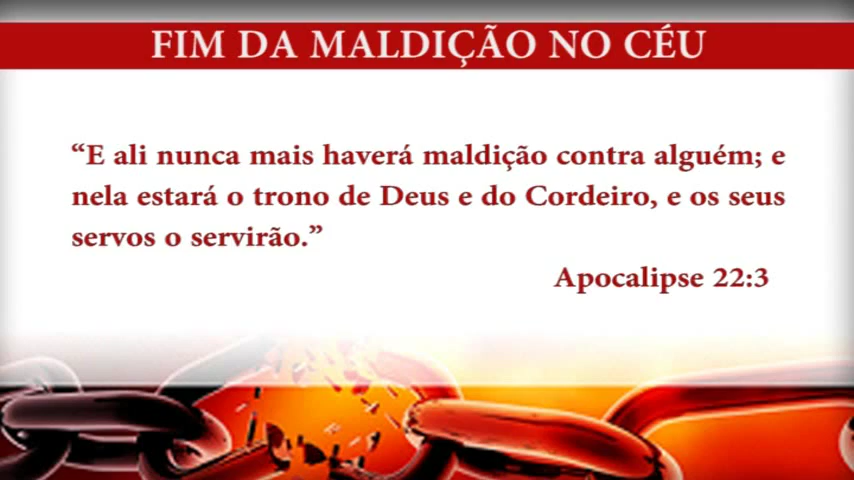 FIM DA MALDIÇÃO NO CÉU
“E ali nunca mais haverá maldição contra alguém; e
nela estará o trono de Deus e do Cordeiro, e os seus
servos o servirão.”
Apocalipse 22:3